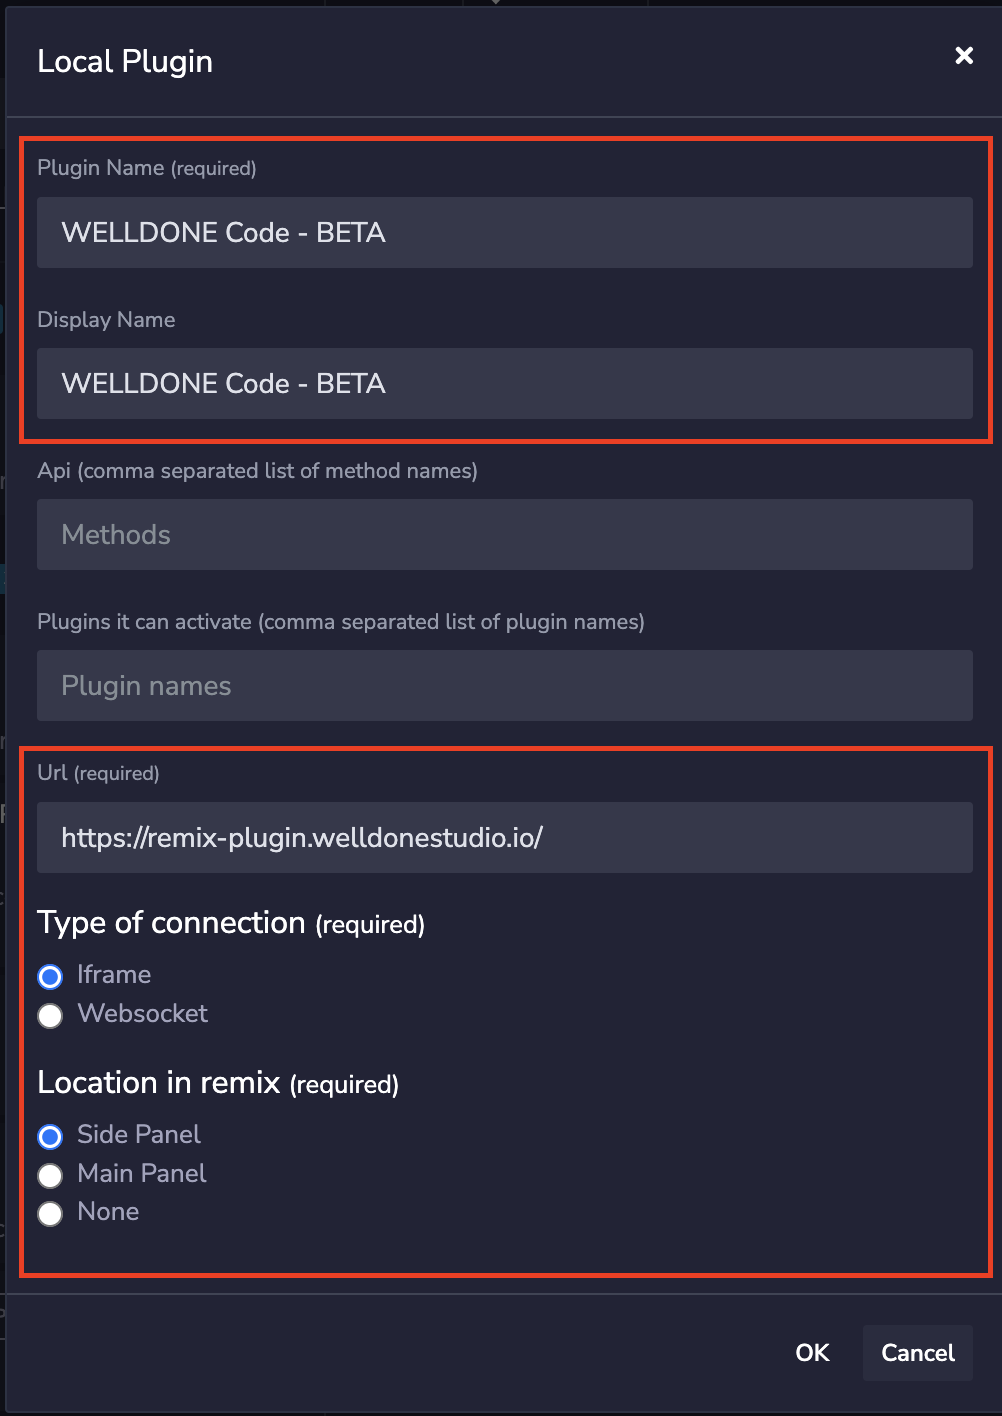 Local Plugin
Plugin Name (required)
WELLDONE Code - BETA
Display Name
WELLDONE Code - BETA
Api (comma separated list of method names)
Methods
Plugins it can activate (comma separated list of plugin names)
Plugin names
Url (required)
https://remix-plugin.welldonestudio.io/
Type of connection (required)
Iframe
Websocket
Location in remix (required)
Side Panel
Main Panel
None
OK
Cancel